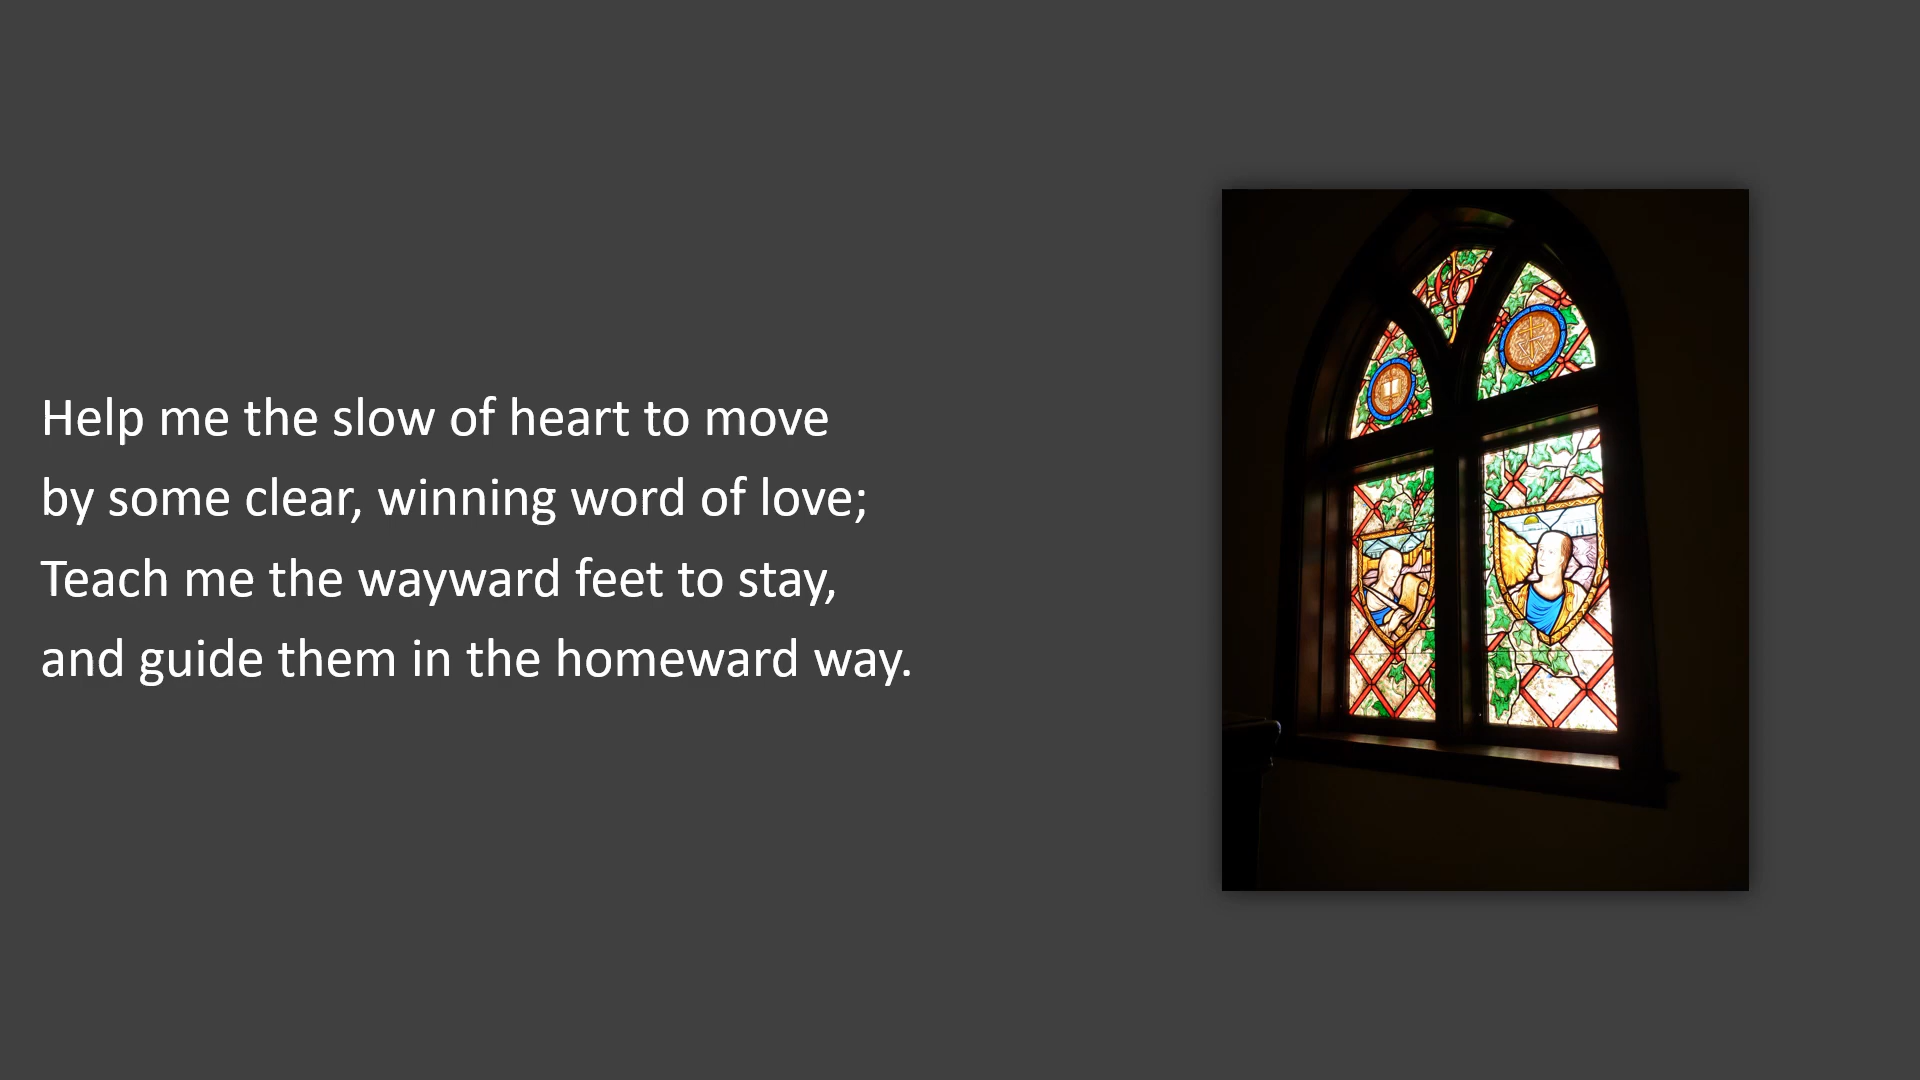 Help me the slow of heart to move
by some clear, winning word of love;
Teach me the wayward feet to stay,
and guide them in the homeward way.